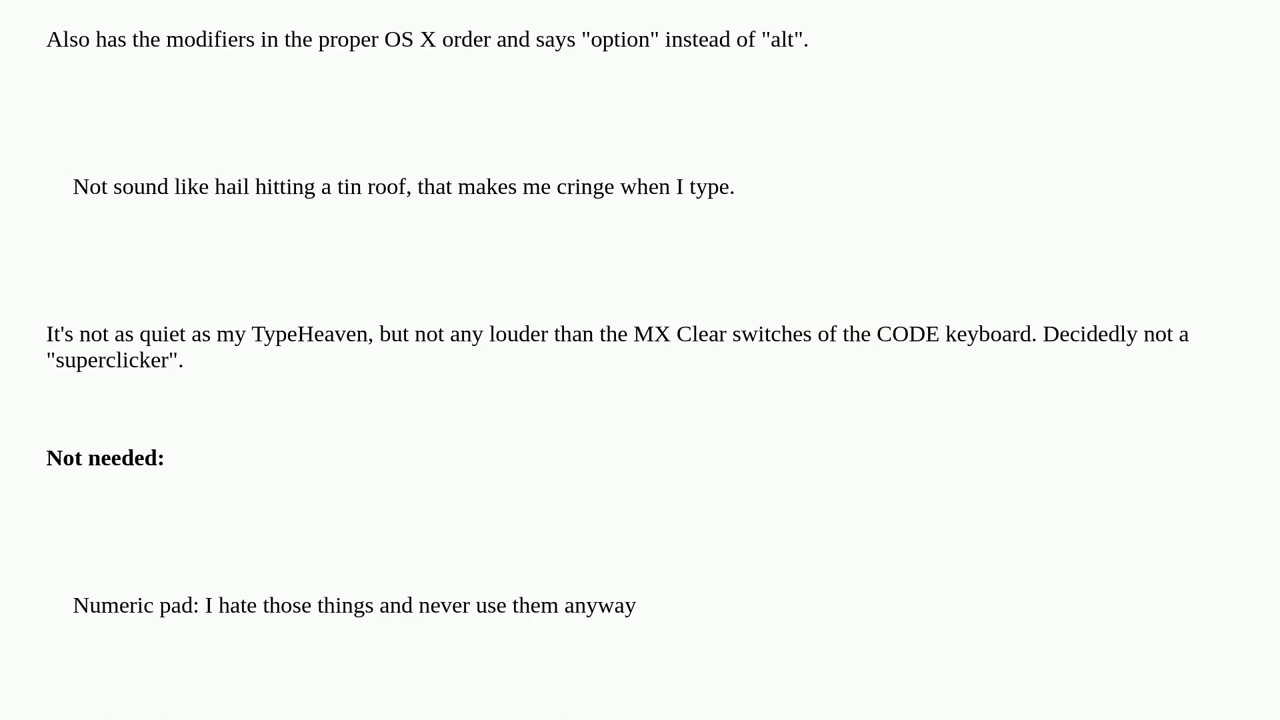 Also has the modifiers in the proper OS X order and says "option" instead of "alt".
Not sound like hail hitting a tin roof, that makes me cringe when I type.
It's not as quiet as my TypeHeaven, but not any louder than the MX Clear switches of the CODE keyboard. Decidedly not a
"superclicker".
Not needed:
Numeric pad: I hate those things and never use them anyway